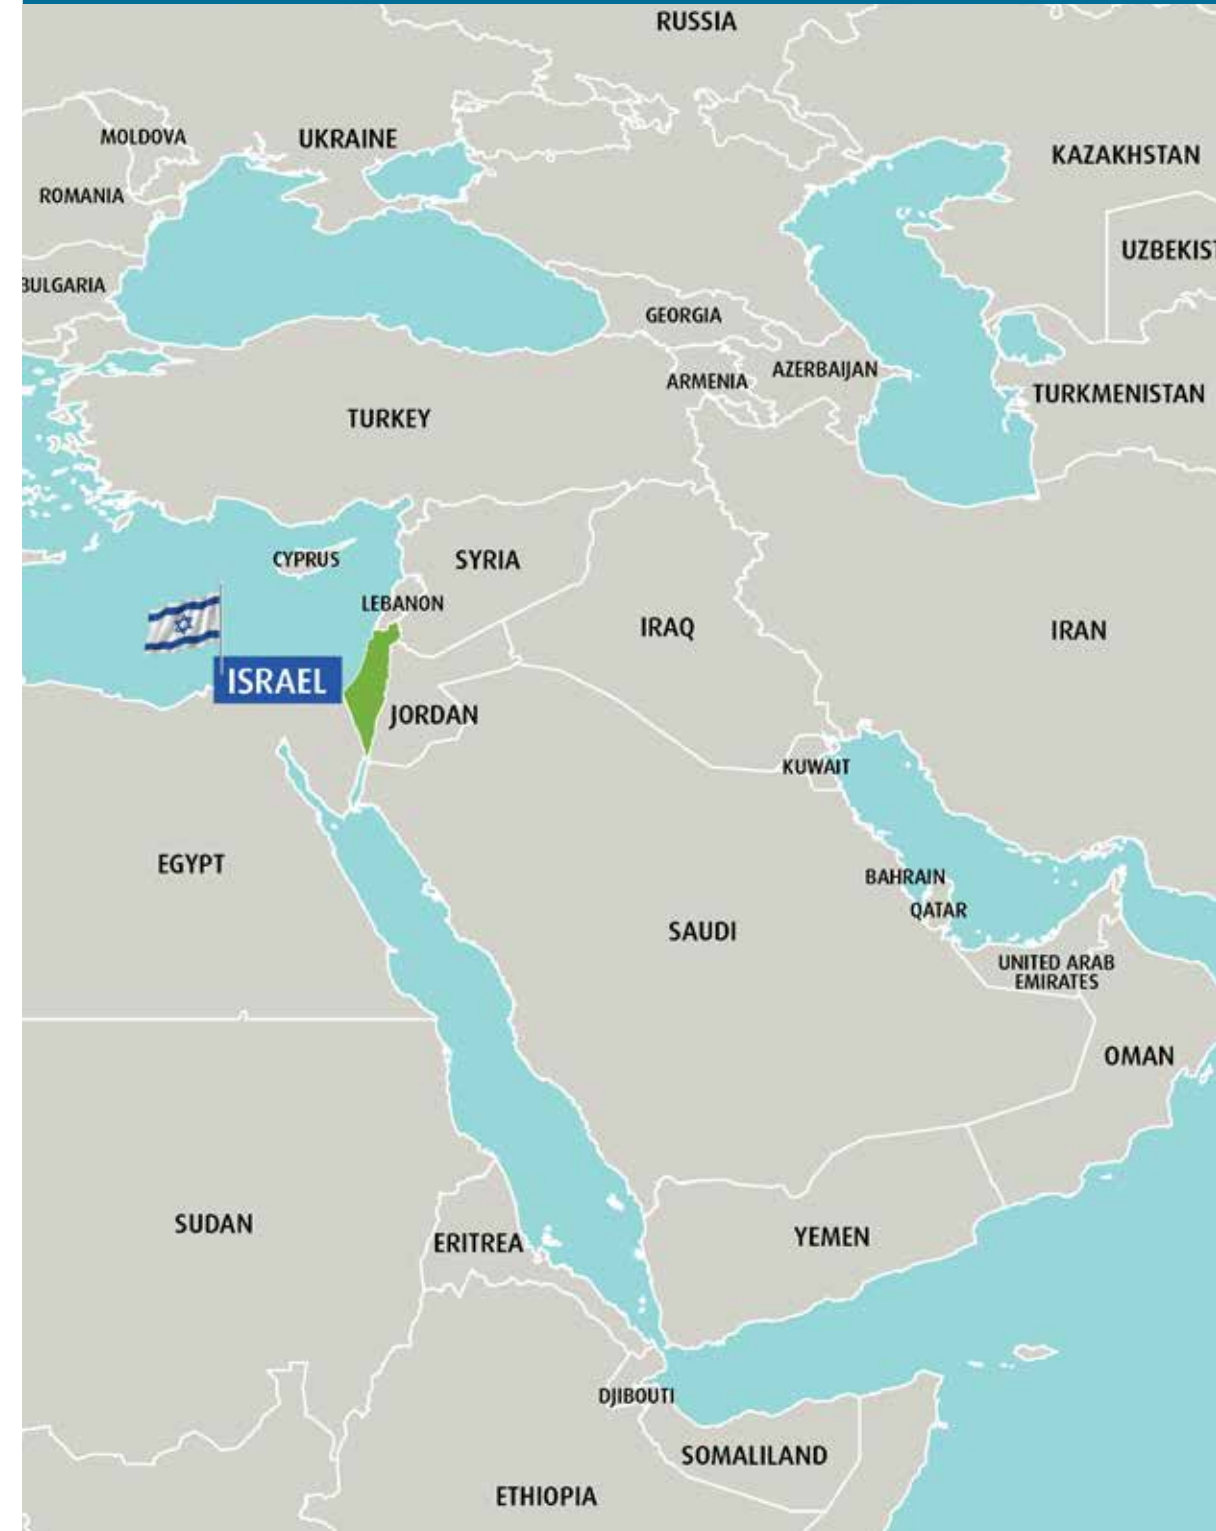 RUSSIA
MOLDOVA
UKRAINE
KAZAKHSTAN
ROMANIA
UZBEKIST
BULGARIA
GEORGIA
AZERBAIJAN
ARMENIA
TURKMENISTAN
TURKEY
CYPRUS
SYRIA
LEBANON
IRAQ
IRAN
ISRAEL
JORDAN
KUWAIT
EGYPT
BAHRAIN
QATAR
SAUDI
UNITED ARAB
EMIRATES
OMAN
SUDAN
ERITREA
YEMEN
DJIBOUTI
SOMALILAND
ETHIOPIA